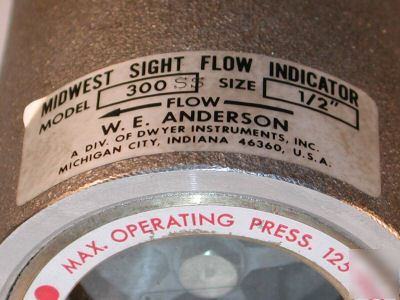 MIDWEST SIGHT FLOW INDICATOR
MODEL 300 SS SIZE 1/2"
FLOW
W. E. ANDERSON
A DIV. OF DWYER INSTRUMENTS, INC.
MICHIGAN CITY, INDIANA 46360, U.S.A.
MAX. OPERATING PRESS. 125